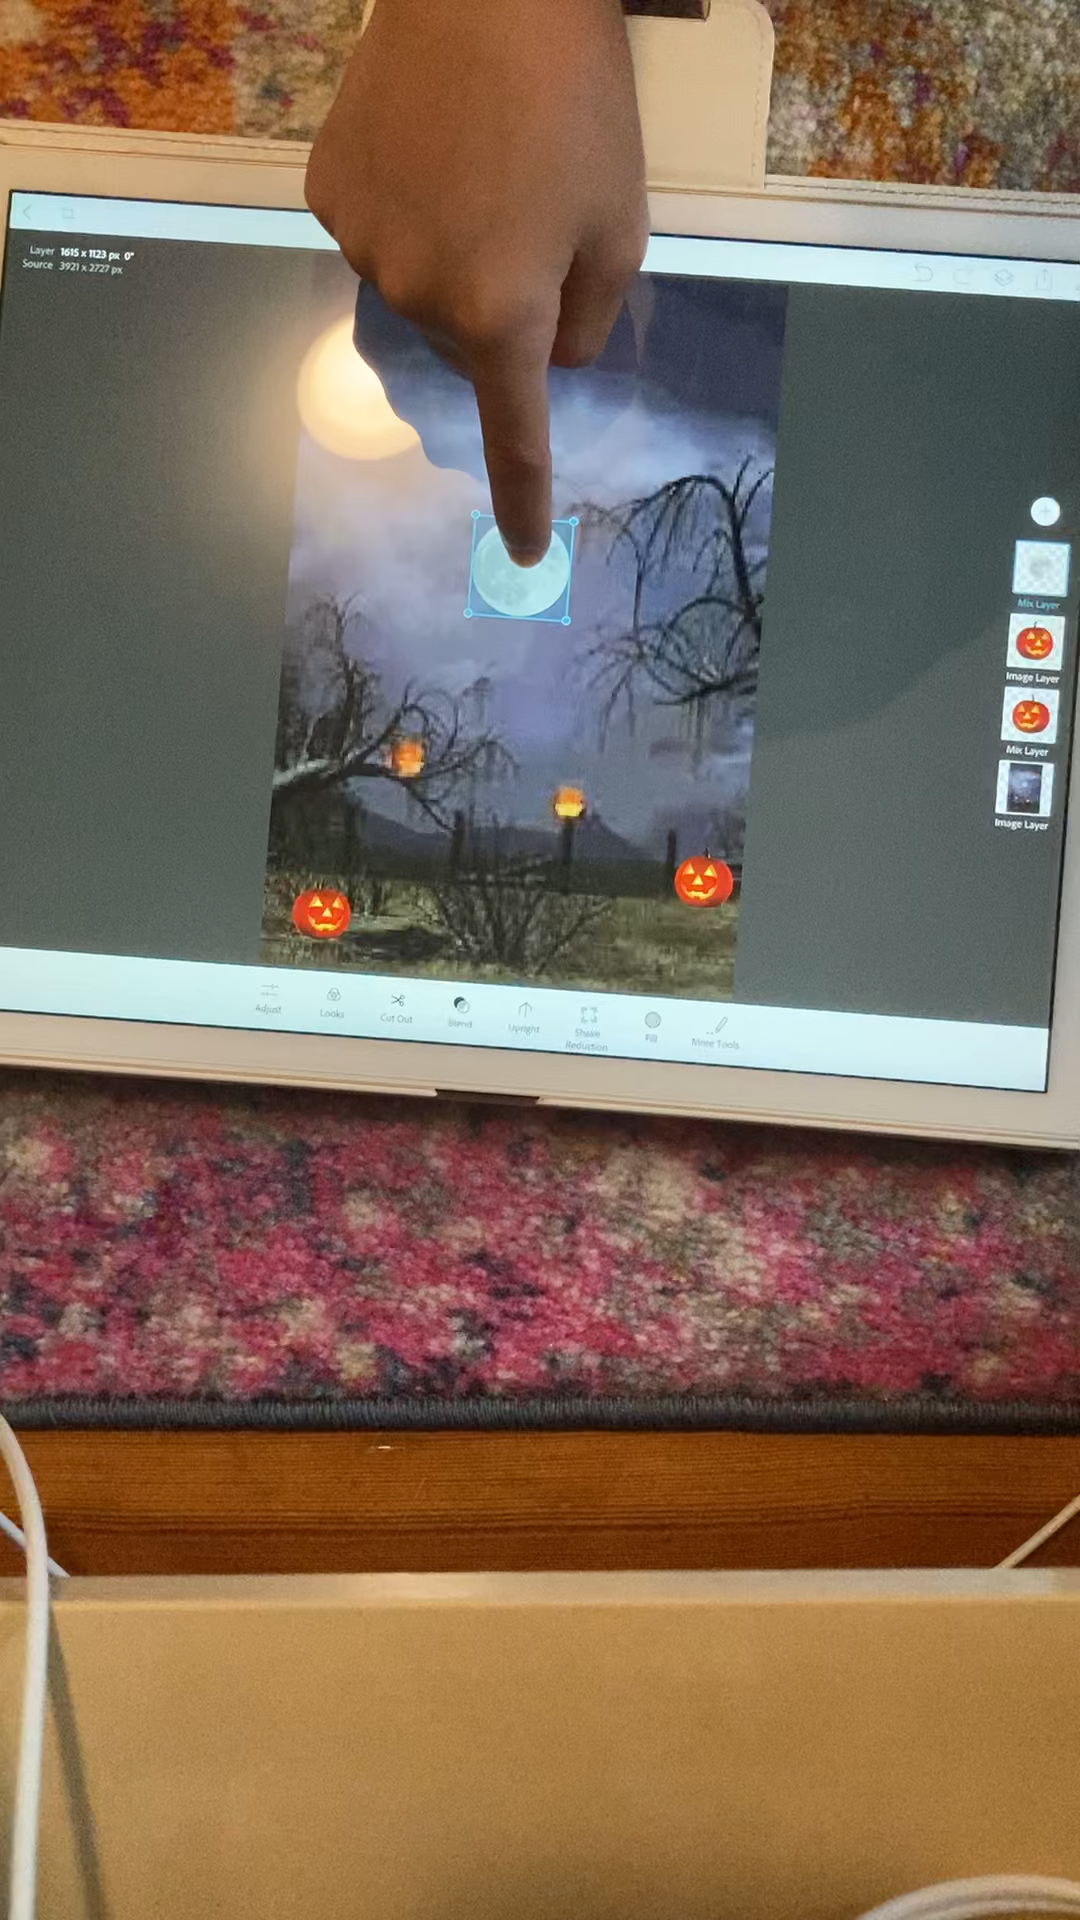 Layer 1615 x 1123 px 0°
Source 3921 x 2727 px
Mix Layer
Image Layer
Mix Layer
Image Layer
Adjust
Looks
Cut Out
Blend
Upright
Shake
Reduction
Fill
More Tools